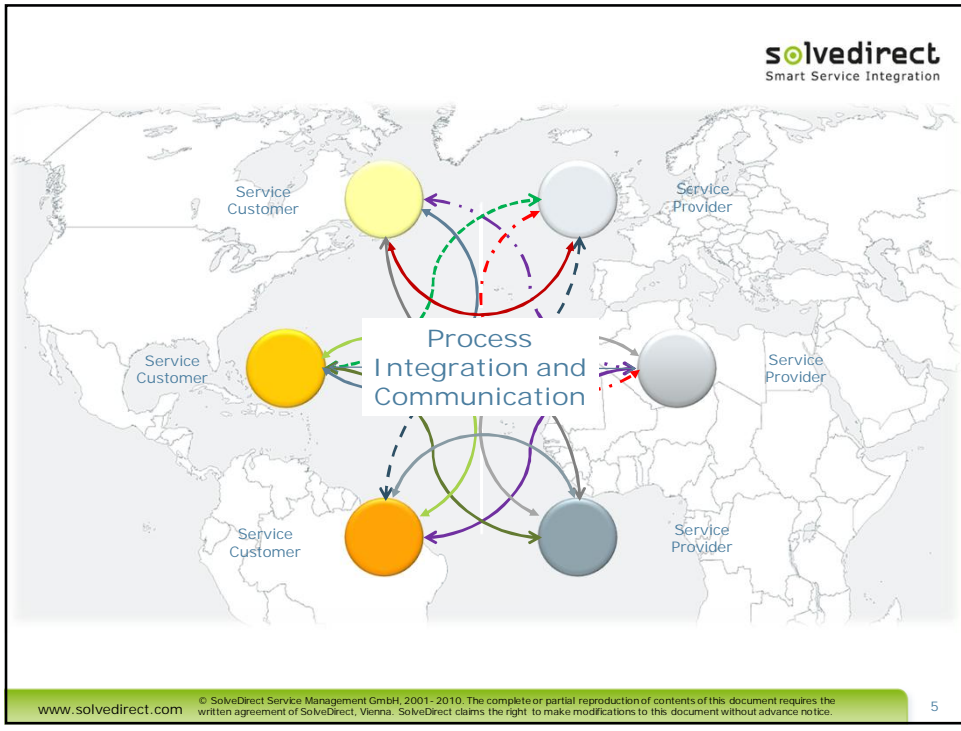 solvedirect
Smart Service Integration
Service
Customer
Service
Provider
Process
Integration and
Communication
Service
Customer
Service
Provider
Service
Customer
Service
Provider
www.solvedirect.com
© SolveDirect Service Management GmbH, 2001- 2010. The complete or partial reproduction of contents of this document requires the
written agreement of SolveDirect, Vienna. SolveDirect claims the right to make modifications to this document without advance notice.
5